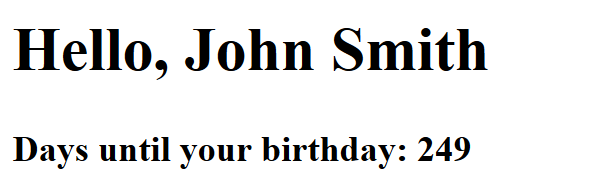 Hello, John Smith
Days until your birthday: 249